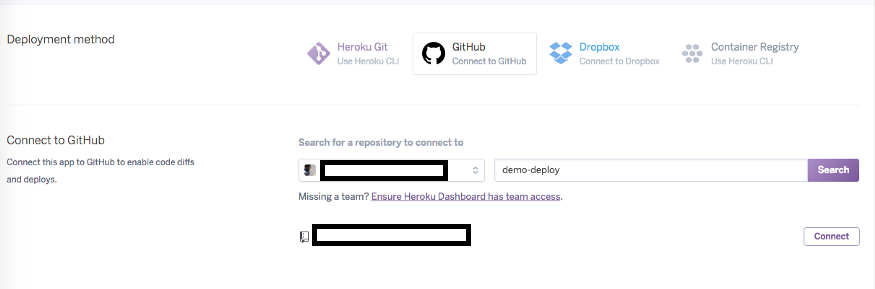 Deployment method
Heroku Git
Use Heroku CLI
GitHub
Connect to GitHub
Dropbox
Connect to Dropbox
Container Registry
Use Heroku CLI
Connect to GitHub
Connect this app to GitHub to enable code diffs
and deploys.
Search for a repository to connect to
demo-deploy
Search
Missing a team? Ensure Heroku Dashboard has team access.
Connect